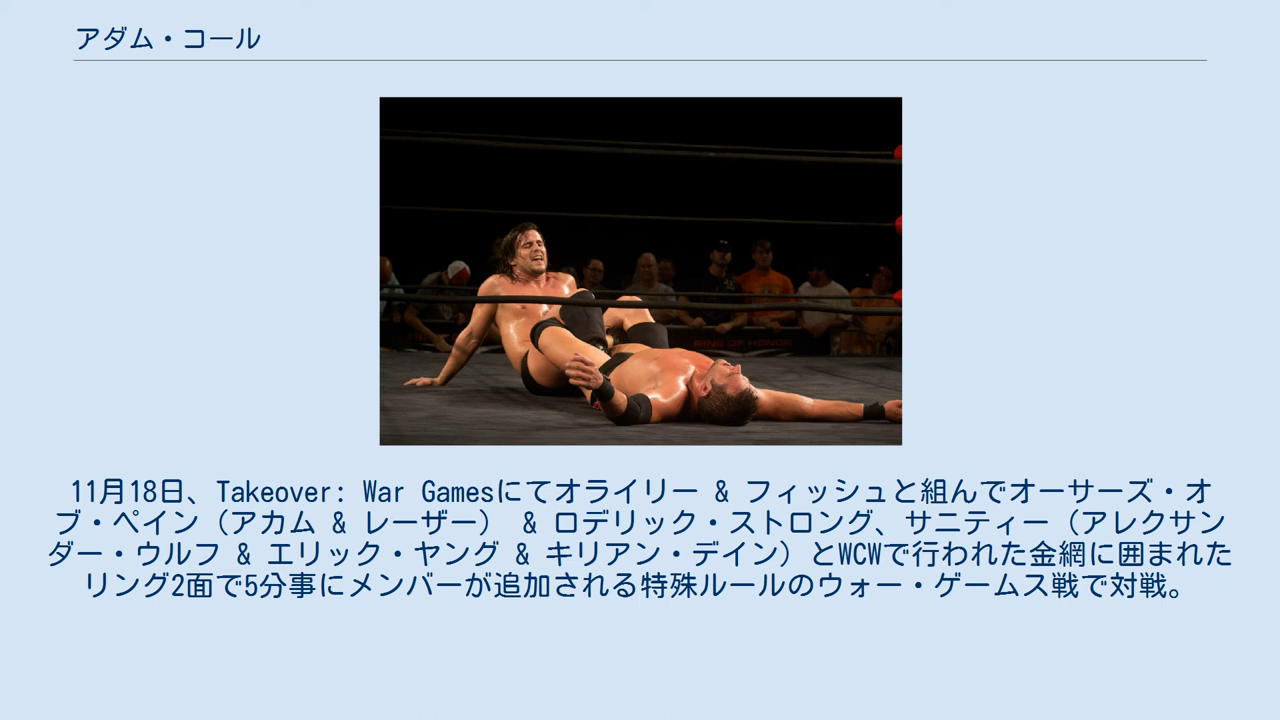 アダム・コール
RING OF HONOR
11月18日、Takeover: War Gamesにてオライリー & フィッシュと組んでオーサーズ・オ
ブ・ペイン（アカム & レーザー） & ロデリック・ストロング、サニティー（アレクサン
ダー・ウルフ & エリック・ヤング & キリアン・デイン）とWCWで行われた金網に囲まれた
リング2面で5分事にメンバーが追加される特殊ルールのウォー・ゲームス戦で対戦。